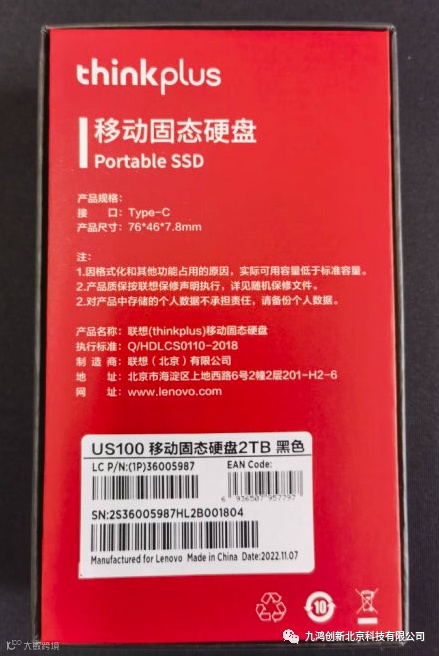 thinkplus
移动固态硬盘
Portable SSD
产品规格：
接 口：Type-C
产品尺寸：76*46*7.8mm
注：
1.因格式化和其他功能占用的原因，实际可用容量低于标准容量。
2.产品质保按联想保修声明执行，详见随机保修文件。
2.对产品中存储的个人数据不承担责任，请备份个人数据。
产品名称：联想(thinkplus)移动固态硬盘
执行标准：Q/HDLCS0110-2018
制 造 商：联想（北京）有限公司
地 址：北京市海淀区上地西路6号2幢2层201-H2-6
网 址：www.lenovo.com
US100 移动固态硬盘2TB 黑色
LC P/N:(1P)36005987 EAN Code:
6 936507 957797
SN:2S36005987HL2B001804
Manufactured for Lenovo Made in China Date:2022.11.07
10
九鸿创新北京科技有限公司
大数跨境